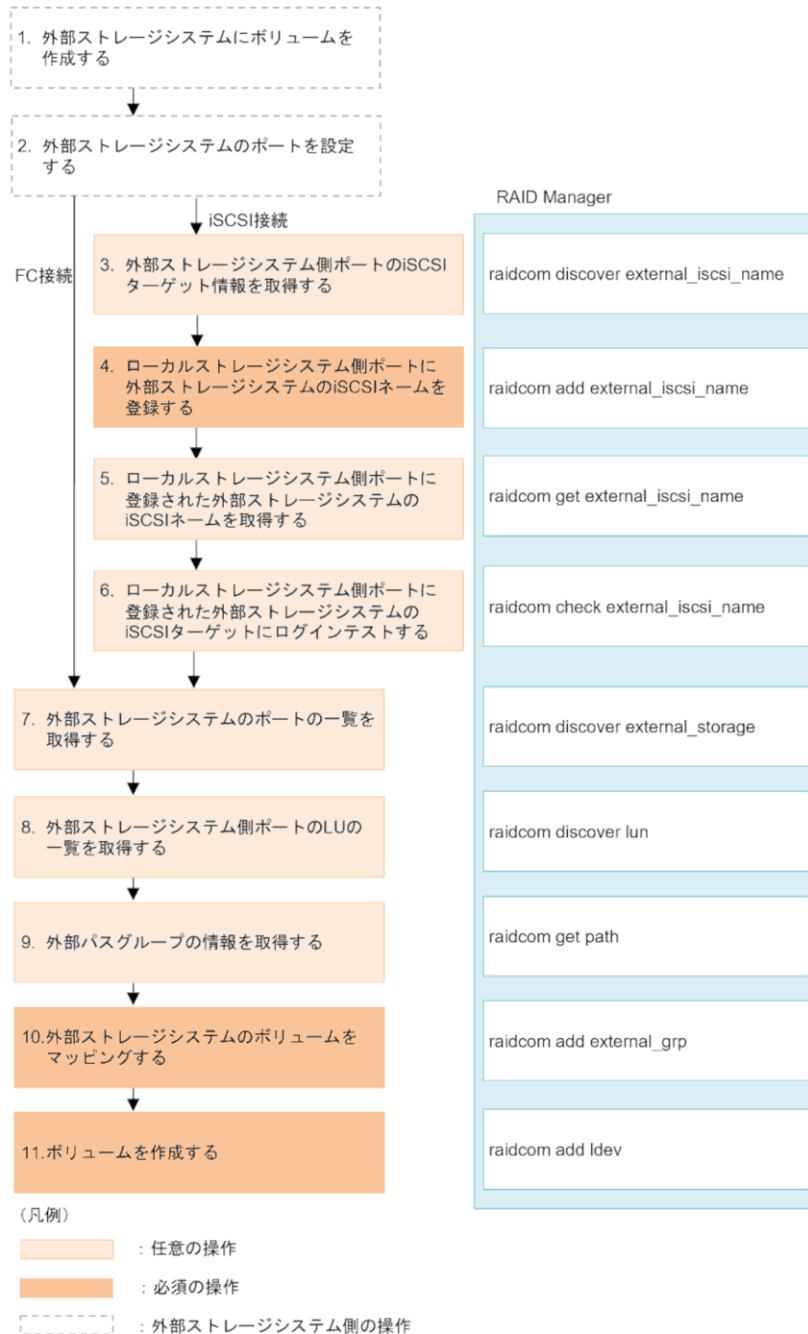 1. 外部ストレージシステムにボリュームを
作成する
2. 外部ストレージシステムのポートを設定
する
RAID Manager
iSCSI接続
FC接続
3. 外部ストレージシステム側ポートのiSCSI
ターゲット情報を取得する
raidcom discover external_iscsi_name
4. ローカルストレージシステム側ポートに
外部ストレージシステムのiSCSIネームを
登録する
raidcom add external_iscsi_name
5. ローカルストレージシステム側ポートに
登録された外部ストレージシステムの
iSCSIネームを取得する
raidcom get external_iscsi_name
6. ローカルストレージシステム側ポートに
登録された外部ストレージシステムの
iSCSIターゲットにログインテストする
raidcom check external_iscsi_name
7. 外部ストレージシステムのポートの一覧を
取得する
raidcom discover external_storage
8. 外部ストレージシステム側ポートのLUの
一覧を取得する
raidcom discover lun
9. 外部パスグループの情報を取得する
raidcom get path
10.外部ストレージシステムのボリュームを
マッピングする
raidcom add external_grp
11.ボリュームを作成する
raidcom add ldev
（凡例）
：任意の操作
：必須の操作
：外部ストレージシステム側の操作